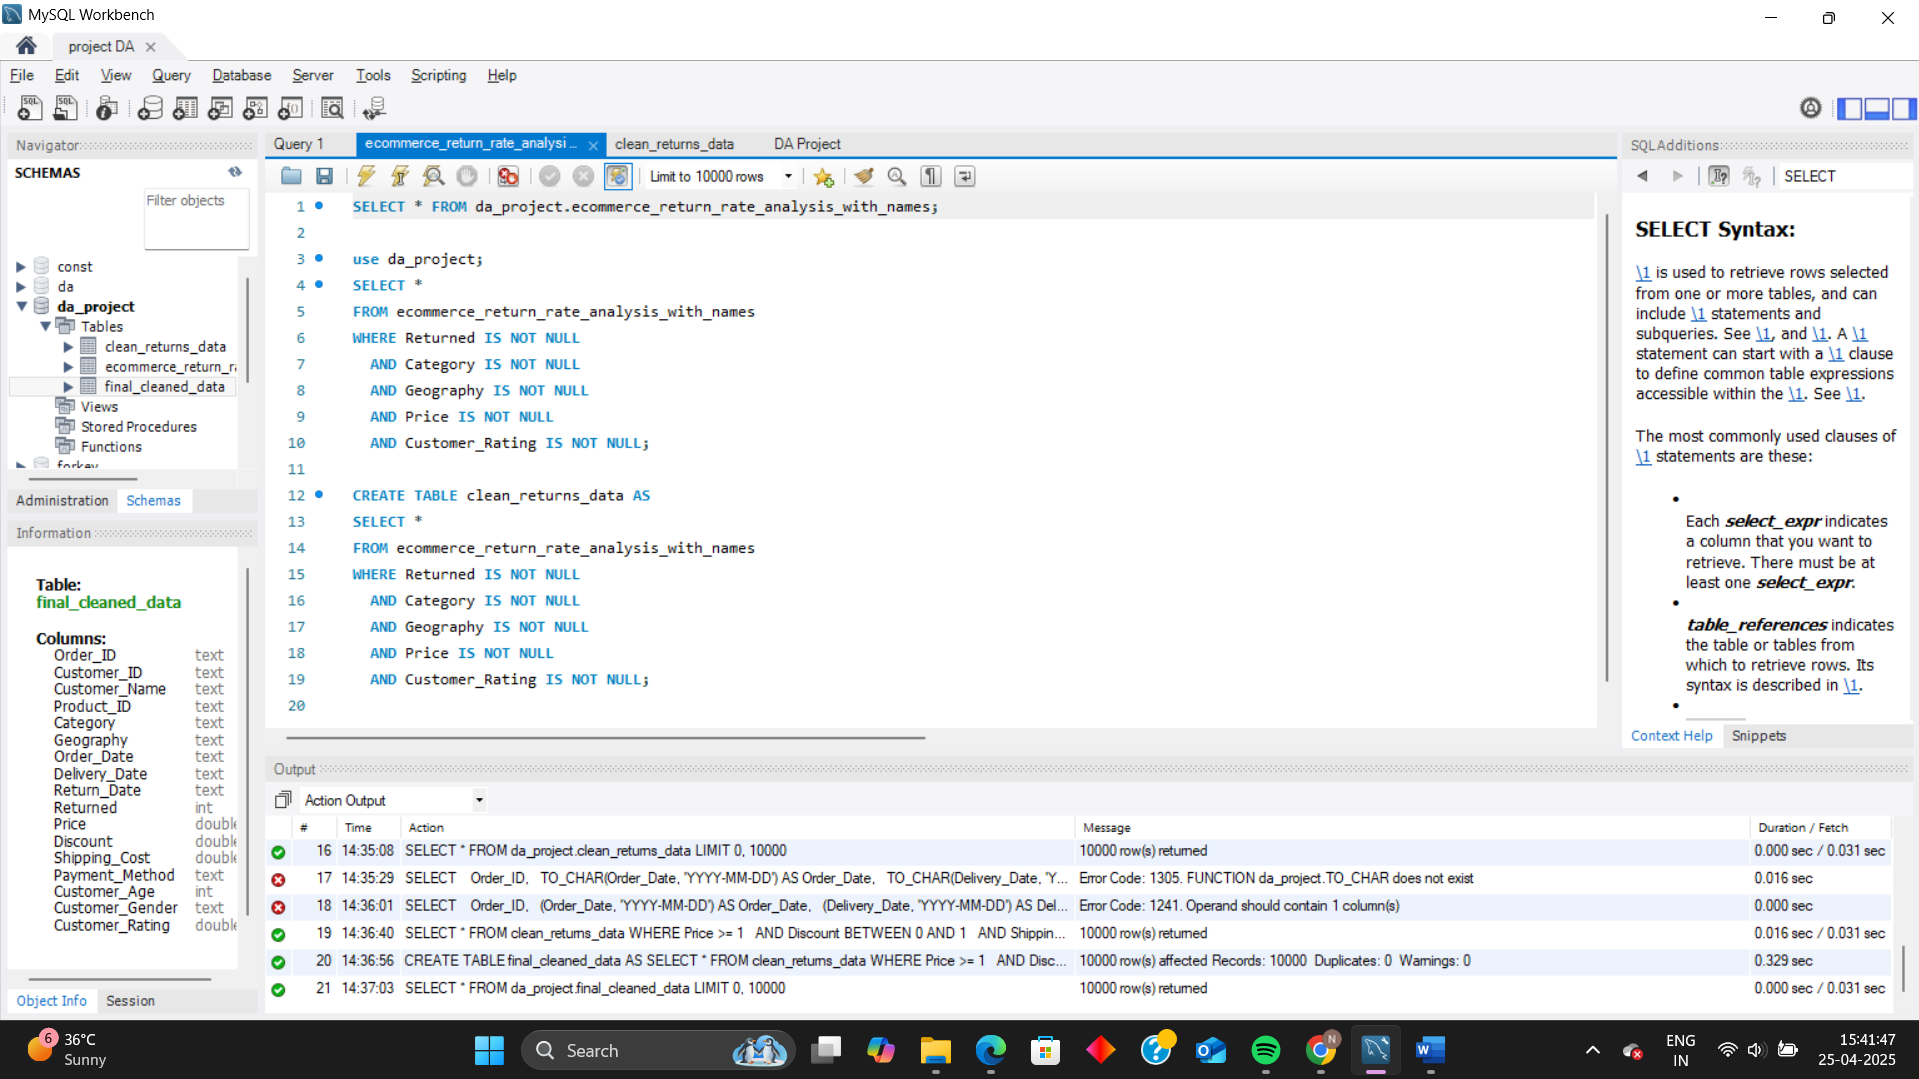 MySQL Workbench
project DA
File Edit View Query Database Server Tools Scripting Help
Navigator
SCHEMAS
Filter objects
const
da
da_project
Tables
clean_returns_data
ecommerce_return_r
final_cleaned_data
Views
Stored Procedures
Functions
forkey
Administration Schemas
Information
Table:
final_cleaned_data
Columns:
Order_ID text
Customer_ID text
Customer_Name text
Product_ID text
Category text
Geography text
Order_Date text
Delivery_Date text
Return_Date text
Returned int
Price double
Discount double
Shipping_Cost double
Payment_Method text
Customer_Age int
Customer_Gender text
Customer_Rating double
Object Info Session
Query 1 ecommerce_return_rate_analysi... clean_returns_data DA Project
Limit to 10000 rows
1 SELECT * FROM da_project.ecommerce_return_rate_analysis_with_names;
2
3 use da_project;
4 SELECT *
5 FROM ecommerce_return_rate_analysis_with_names
6 WHERE Returned IS NOT NULL
7 AND Category IS NOT NULL
8 AND Geography IS NOT NULL
9 AND Price IS NOT NULL
10 AND Customer_Rating IS NOT NULL;
11
12 CREATE TABLE clean_returns_data AS
13 SELECT *
14 FROM ecommerce_return_rate_analysis_with_names
15 WHERE Returned IS NOT NULL
16 AND Category IS NOT NULL
17 AND Geography IS NOT NULL
18 AND Price IS NOT NULL
19 AND Customer_Rating IS NOT NULL;
20
SQLAdditions
SELECT
SELECT Syntax:
\1 is used to retrieve rows selected
from one or more tables, and can
include \1 statements and
subqueries. See \1, and \1. A \1
statement can start with a \1 clause
to define common table expressions
accessible within the \1. See \1.
The most commonly used clauses of
\1 statements are these:
Each select_expr indicates
a column that you want to
retrieve. There must be at
least one select_expr.
table_references indicates
the table or tables from
which to retrieve rows. Its
syntax is described in \1.
Context Help Snippets
Output
Action Output
# Time Action Message Duration / Fetch
16 14:35:08 SELECT * FROM da_project.clean_returns_data LIMIT 0, 10000 10000 row(s) returned 0.000 sec / 0.031 sec
17 14:35:29 SELECT Order_ID, TO_CHAR(Order_Date, 'YYYY-MM-DD') AS Order_Date, TO_CHAR(Delivery_Date, 'Y... Error Code: 1305. FUNCTION da_project.TO_CHAR does not exist 0.016 sec
18 14:36:01 SELECT Order_ID, (Order_Date, 'YYYY-MM-DD') AS Order_Date, (Delivery_Date, 'YYYY-MM-DD') AS Del... Error Code: 1241. Operand should contain 1 column(s) 0.000 sec
19 14:36:40 SELECT * FROM clean_returns_data WHERE Price >= 1 AND Discount BETWEEN 0 AND 1 AND Shippin... 10000 row(s) returned 0.016 sec / 0.031 sec
20 14:36:56 CREATE TABLE final_cleaned_data AS SELECT * FROM clean_returns_data WHERE Price >= 1 AND Disc... 10000 row(s) affected Records: 10000 Duplicates: 0 Warnings: 0 0.329 sec
21 14:37:03 SELECT * FROM da_project.final_cleaned_data LIMIT 0, 10000 10000 row(s) returned 0.000 sec / 0.031 sec
6
36°C
Sunny
Search
ENG
IN
15:41:47
25-04-2025